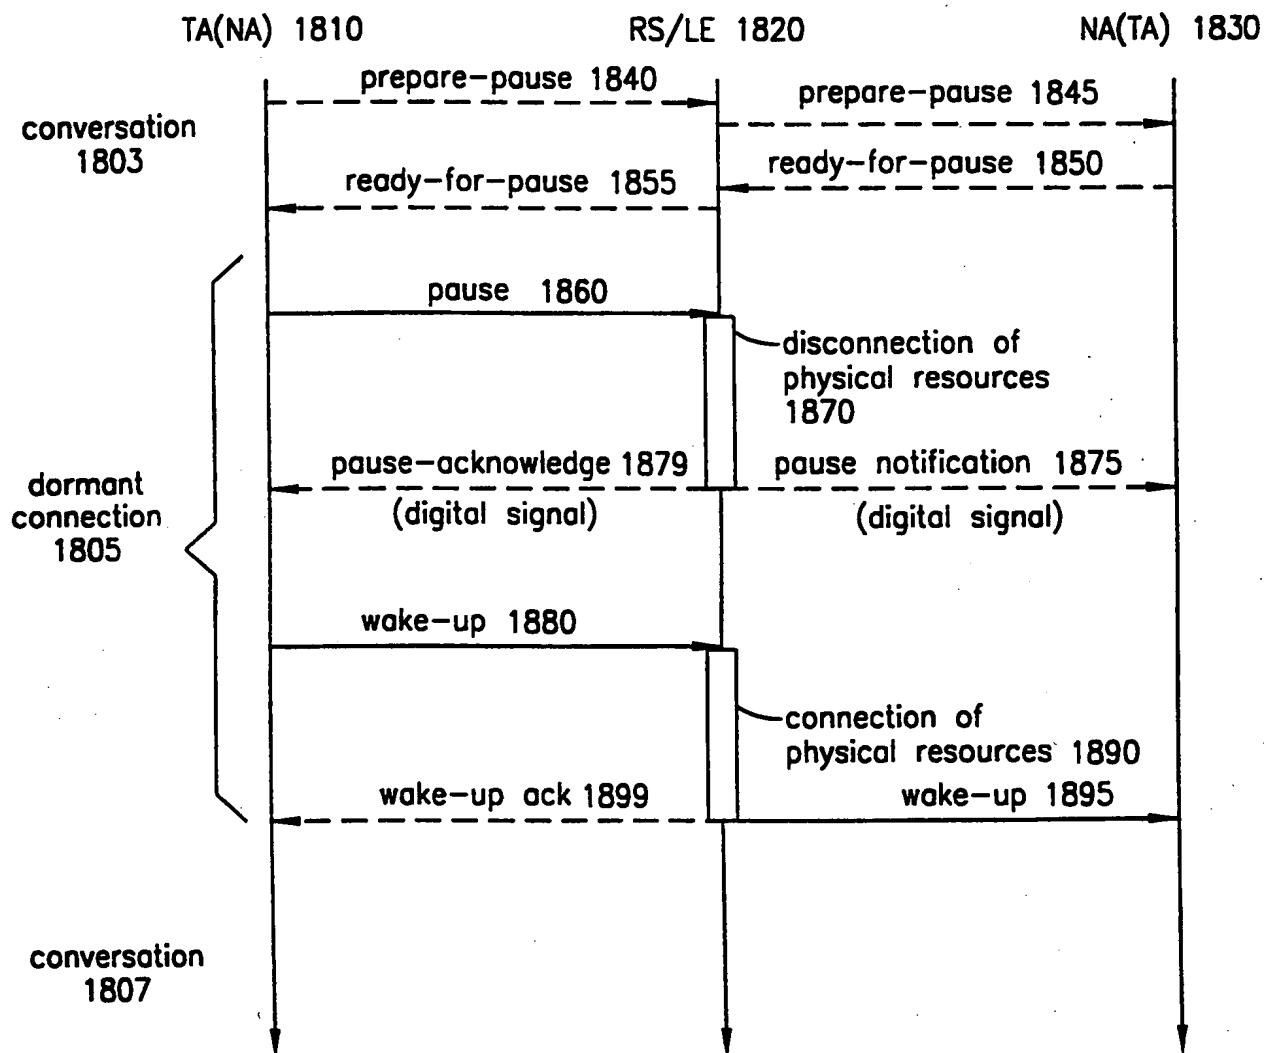 TA(NA) 1810
RS/LE 1820
NA(TA) 1830
prepare-pause 1840
prepare-pause 1845
conversation
1803
ready-for-pause 1850
ready-for-pause 1855
pause 1860
disconnection of
physical resources
1870
pause-acknowledge 1879
(digital signal)
pause notification 1875
(digital signal)
dormant
connection
1805
wake-up 1880
connection of
physical resources 1890
wake-up ack 1899
wake-up 1895
conversation
1807